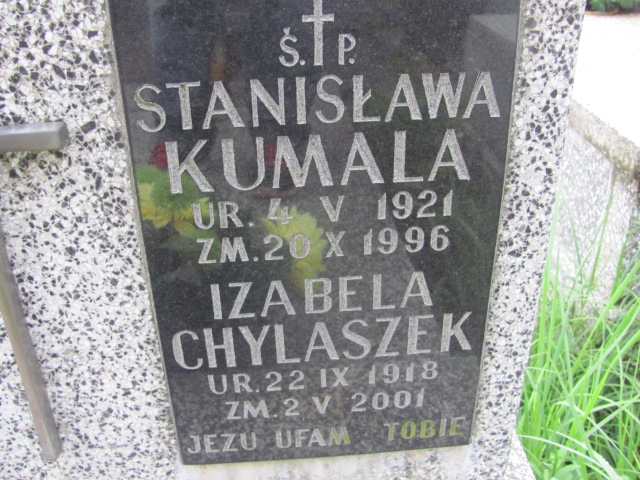 Ś. P.
STANISŁAWA
KUMALA
UR. 4 V 1921
ZM. 20 X 1996
IZABELA
CHYLASZEK
UR. 22 IX 1918
ZM. 2 V 2001
JEZU UFAM TOBIE